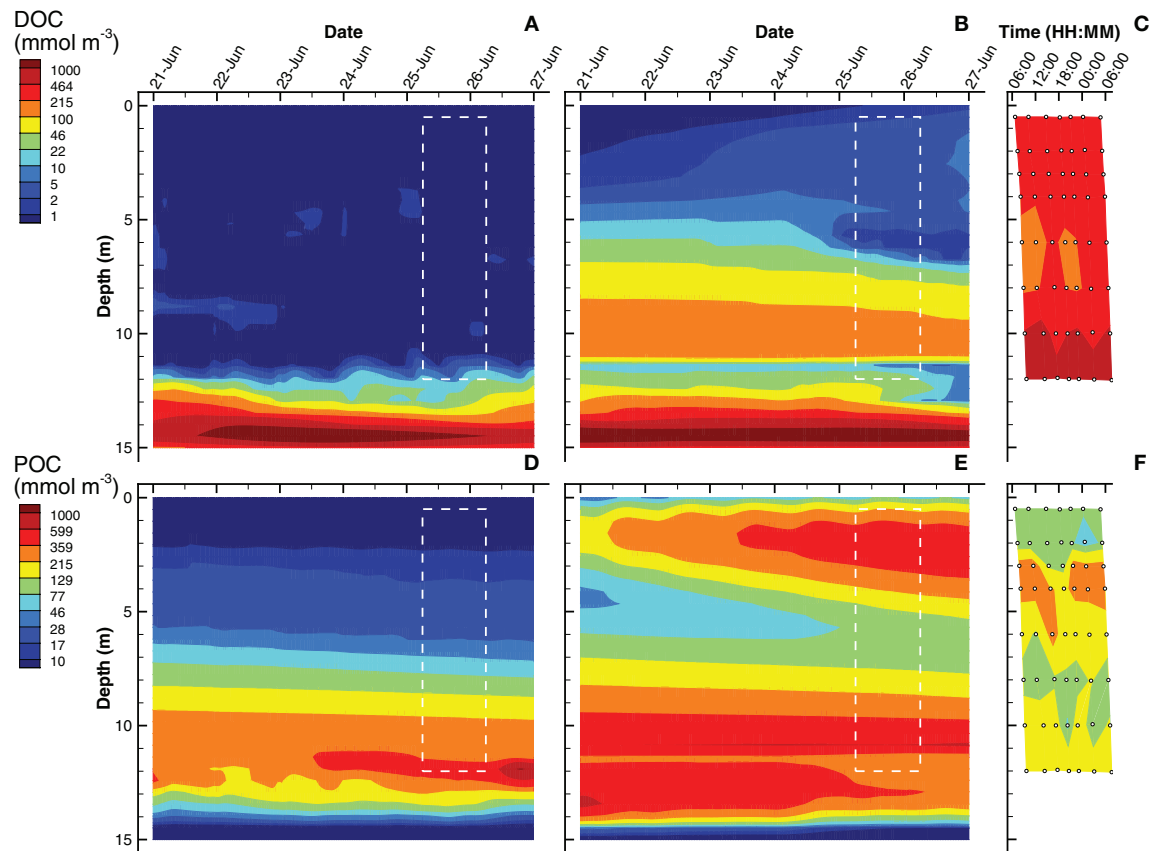 DOC
(mmol m-3)
1000
464
215
100
46
22
10
5
2
1
A
Date
21-Jun
22-Jun
23-Jun
24-Jun
25-Jun
26-Jun
27-Jun
0
5
10
15
Depth (m)
B
Date
21-Jun
22-Jun
23-Jun
24-Jun
25-Jun
26-Jun
27-Jun
C
Time (HH:MM)
06:00
12:00
18:00
00:00
06:00
POC
(mmol m-3)
1000
599
359
215
129
77
46
28
17
10
D
0
5
10
15
Depth (m)
E
F